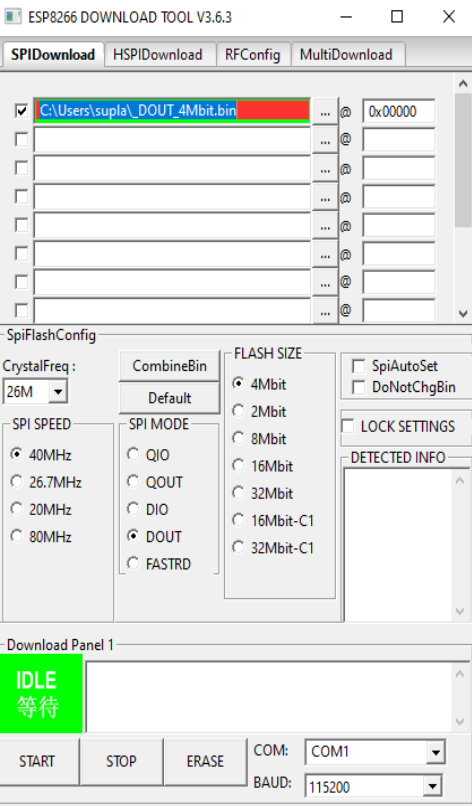 ESP8266 DOWNLOAD TOOL V3.6.3
SPIDownload HSPIDownload RFConfig MultiDownload
C:\Users\supla\_DOUT_4Mbit.bin ... @ 0x00000
... @
... @
... @
... @
... @
... @
... @
SpiFlashConfig
CrystalFreq :
26M
CombineBin
Default
SPI SPEED
40MHz
26.7MHz
20MHz
80MHz
SPI MODE
QIO
QOUT
DIO
DOUT
FASTRD
FLASH SIZE
4Mbit
2Mbit
8Mbit
16Mbit
32Mbit
16Mbit-C1
32Mbit-C1
SpiAutoSet
DoNotChgBin
LOCK SETTINGS
DETECTED INFO
Download Panel 1
IDLE
等待
START STOP ERASE
COM: COM1
BAUD: 115200